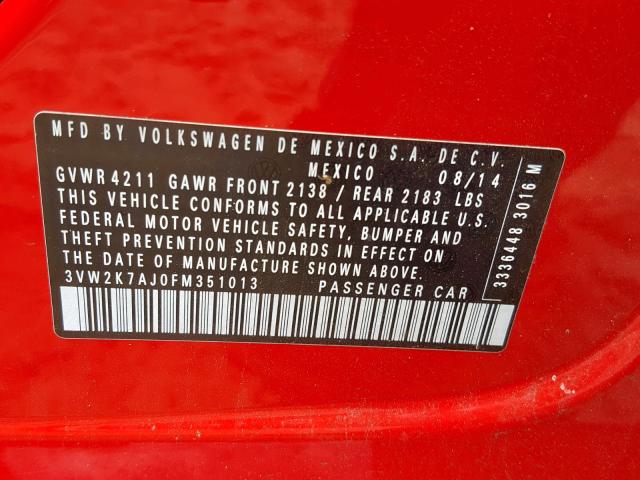 MFD BY VOLKSWAGEN DE MEXICO S.A. DE C.V.
MEXICO 08/14
GVWR 4211 GAWR FRONT 2138 / REAR 2183 LBS
THIS VEHICLE CONFORMS TO ALL APPLICABLE U.S.
FEDERAL MOTOR VEHICLE SAFETY, BUMPER AND
THEFT PREVENTION STANDARDS IN EFFECT ON
THE DATE OF MANUFACTURE SHOWN ABOVE.
3VW2K7AJ0FM351013 PASSENGER CAR
3336448 3016 M